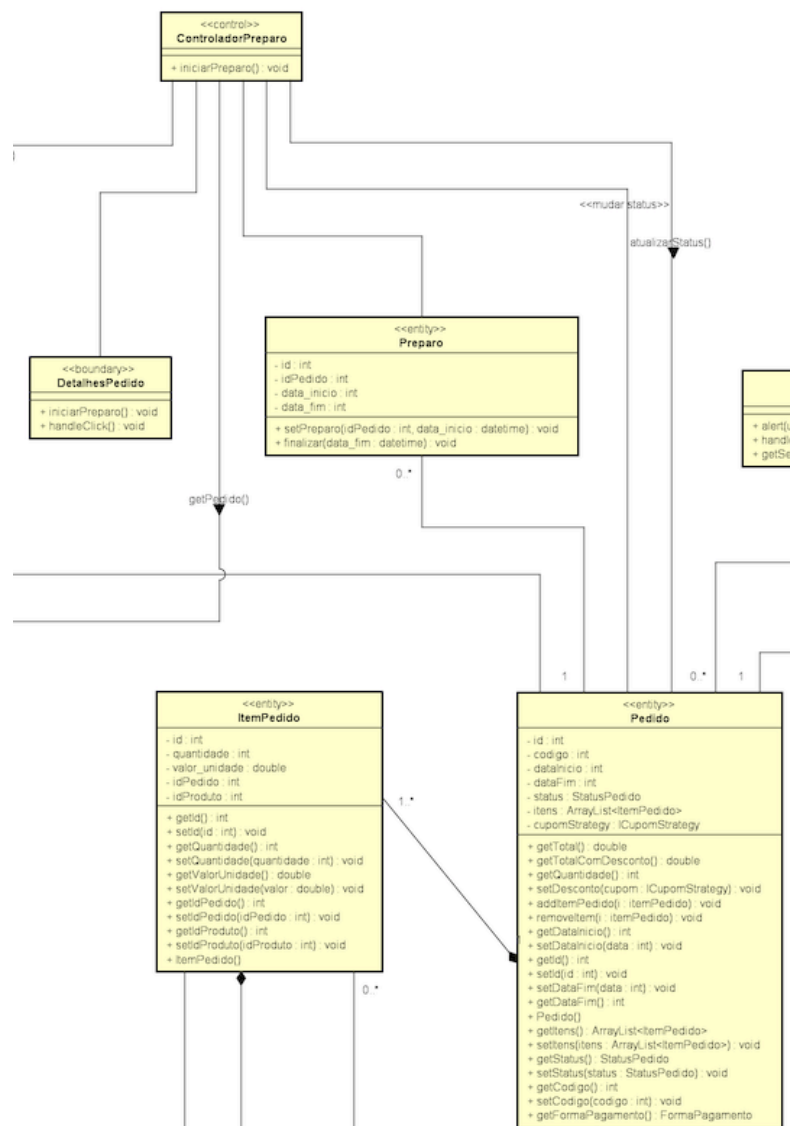 <<control>>
ControladorPreparo
+ iniciarPreparo() : void
)
<<mudar status>>
atualizarStatus()
<<entity>>
Preparo
- id : int
- idPedido : int
- data_inicio : int
- data_fim : int
+ setPreparo(idPedido : int, data_inicio : datetime) : void
+ finalizar(data_fim : datetime) : void
<<boundary>>
DetalhesPedido
+ iniciarPreparo() : void
+ handleClick() : void
+ alert(u
+ handl
+ getSe
0..*
getPedido()
1
0..*
1
<<entity>>
ItemPedido
- id : int
- quantidade : int
- valor_unidade : double
- idPedido : int
- idProduto : int
+ getId() : int
+ setId(id : int) : void
+ getQuantidade() : int
+ setQuantidade(quantidade : int) : void
+ getValorUnidade() : double
+ setValorUnidade(valor : double) : void
+ getIdPedido() : int
+ setIdPedido(idPedido : int) : void
+ getIdProduto() : int
+ setIdProduto(idProduto : int) : void
+ ItemPedido()
1..*
1
0..*
<<entity>>
Pedido
- id : int
- codigo : int
- dataInicio : int
- dataFim : int
- status : StatusPedido
- itens : ArrayList<ItemPedido>
- cupomStrategy : ICupomStrategy
+ getTotal() : double
+ getTotalComDesconto() : double
+ getQuantidade() : int
+ setDesconto(cupom : ICupomStrategy) : void
+ addItemPedido(i : itemPedido) : void
+ removeItem(i : itemPedido) : void
+ getDataInicio() : int
+ setDataInicio(data : int) : void
+ getId() : int
+ setId(id : int) : void
+ setDataFim(data : int) : void
+ getDataFim() : int
+ Pedido()
+ getItens() : ArrayList<ItemPedido>
+ setItens(itens : ArrayList<ItemPedido>) : void
+ getStatus() : StatusPedido
+ setStatus(status : StatusPedido) : void
+ getCodigo() : int
+ setCodigo(codigo : int) : void
+ getFormaPagamento() : FormaPagamento